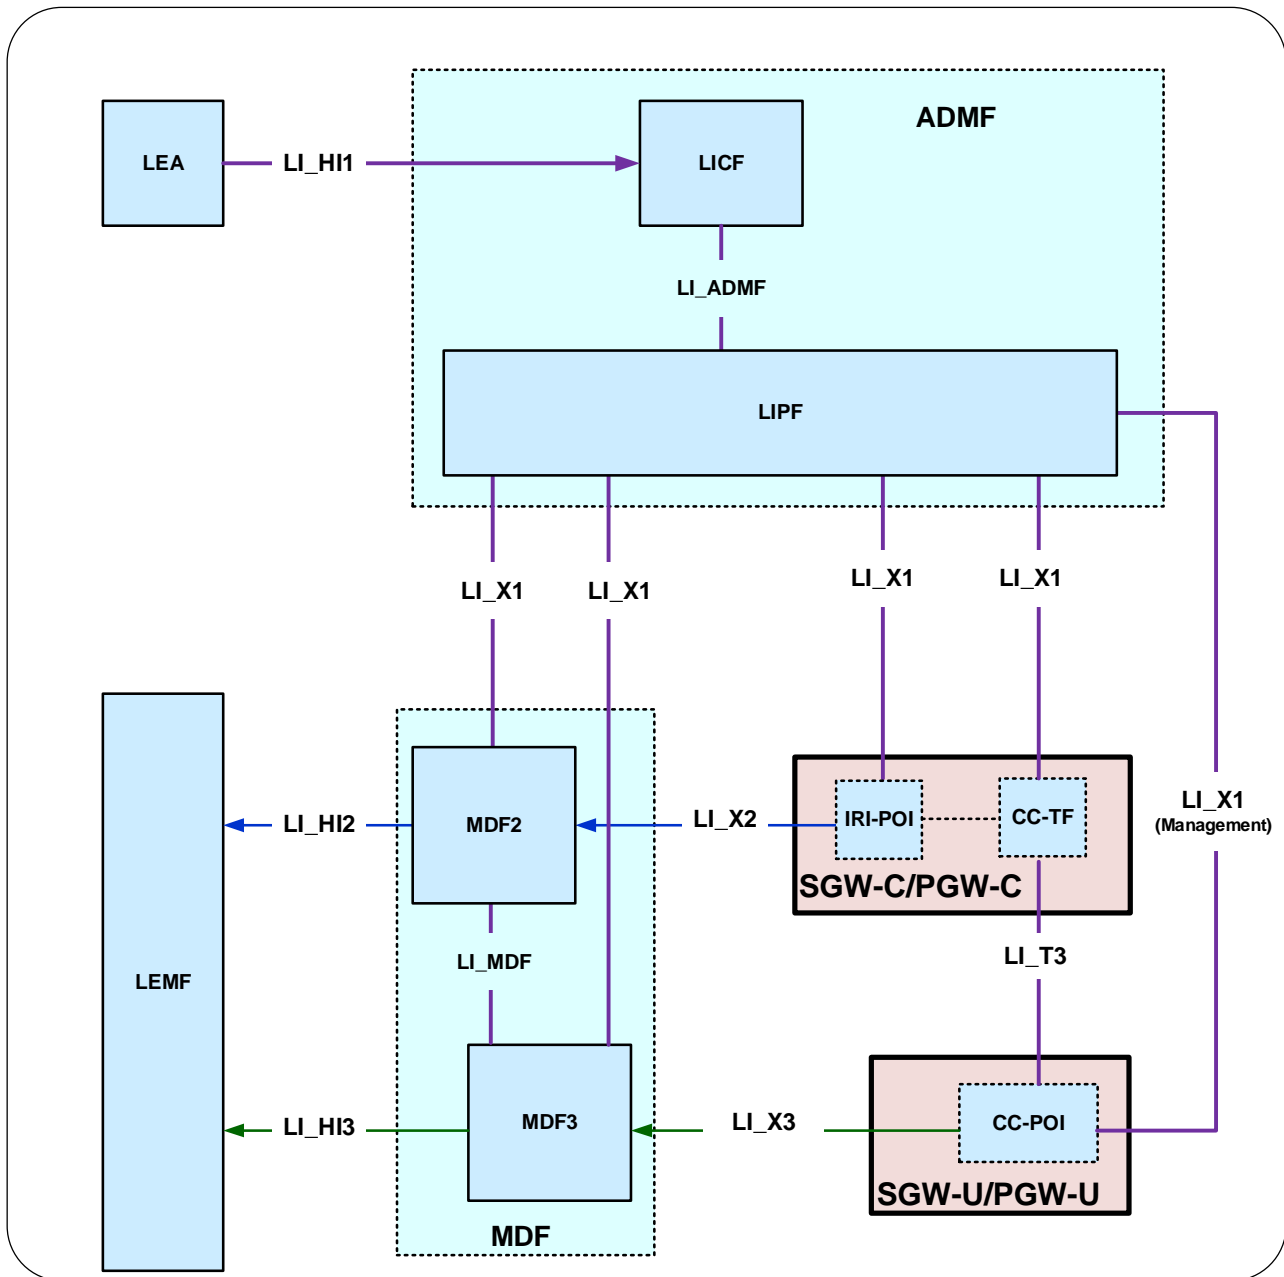 ADMF
LEA
LI_HI1
LICF
LI_ADMF
LIPF
LI_X1
LI_X1
LI_X1
LI_X1
LI_X1
(Management)
LI_HI2
MDF2
LI_X2
IRI-POI
CC-TF
SGW-C/PGW-C
LI_MDF
LI_T3
LEMF
LI_HI3
MDF3
LI_X3
CC-POI
SGW-U/PGW-U
MDF